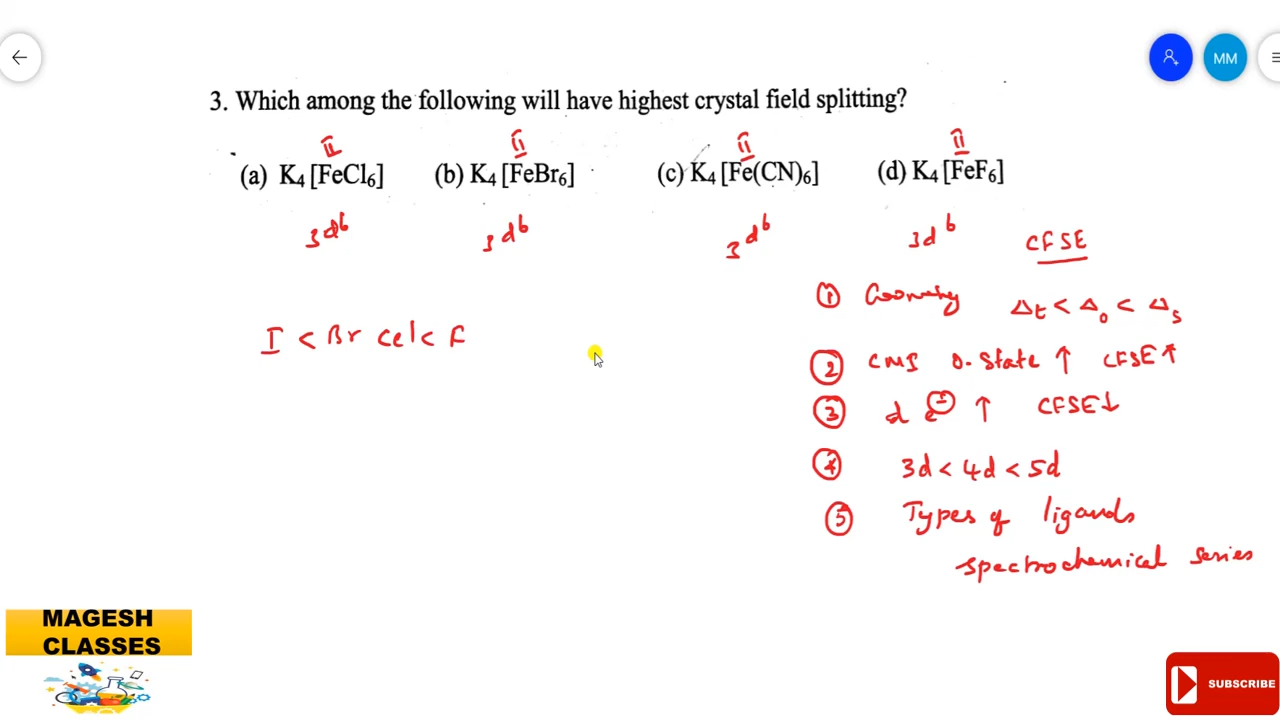 MM
3. Which among the following will have highest crystal field splitting?
II II II II
(a) K4 [FeCl6] (b) K4 [FeBr6] (c) K4 [Fe(CN)6] (d) K4 [FeF6]
3d6 3d6 3d6 3d6
CFSE
① Geometry Δt < Δo < Δs
I < Br < cl < F
② CMI O.State ↑ CFSE ↑
③ d e⊖ ↑ CFSE ↓
④ 3d < 4d < 5d
⑤ Types of ligands
spectrochemical series
MAGESH
CLASSES
SUBSCRIBE